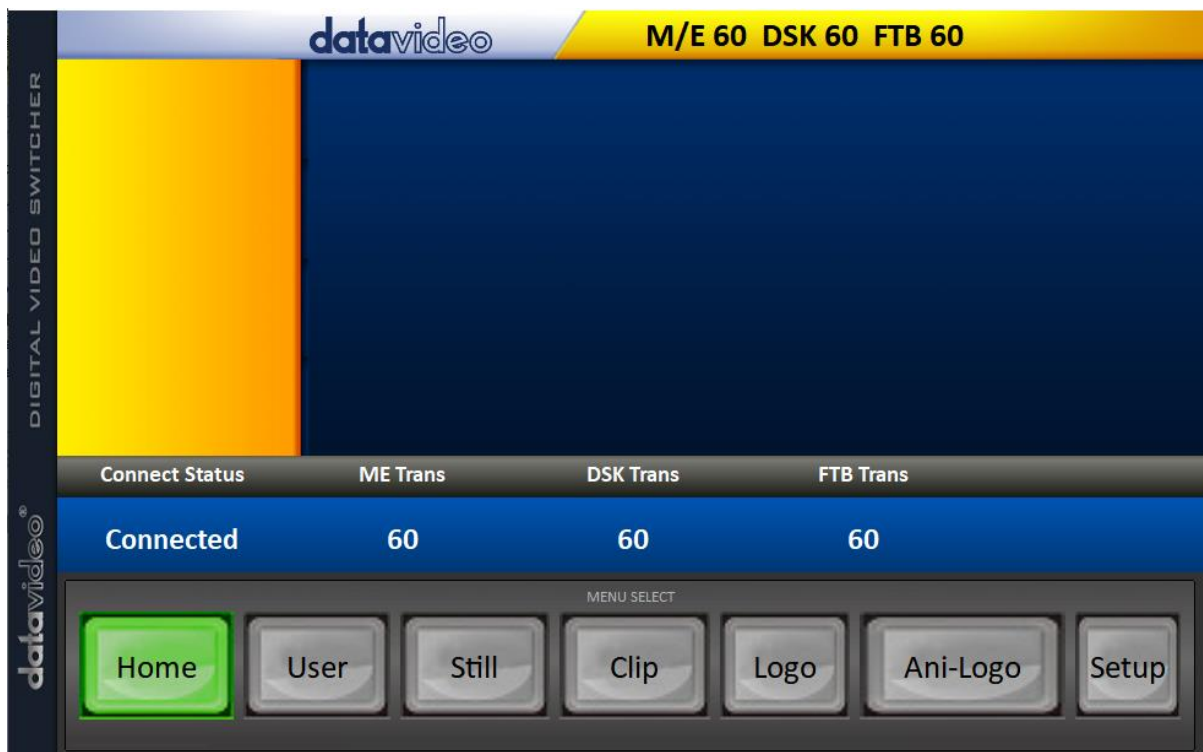 datavideo
M/E 60 DSK 60 FTB 60
DIGITAL VIDEO SWITCHER
datavideo®
Connect Status ME Trans DSK Trans FTB Trans
Connected 60 60 60
MENU SELECT
Home User Still Clip Logo Ani-Logo Setup